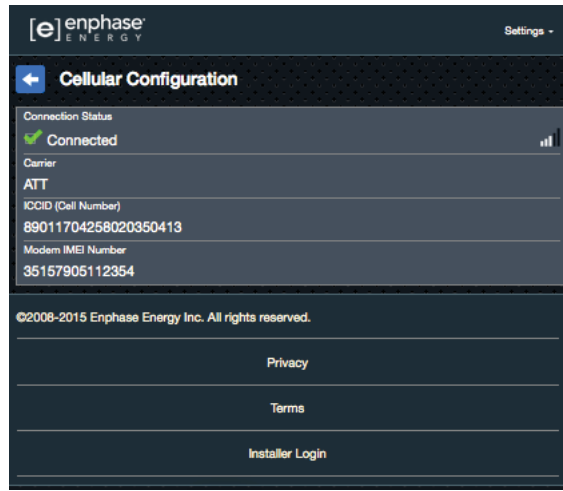 [e] enphase
ENERGY
Settings
Cellular Configuration
Connection Status
Connected
Carrier
ATT
ICCID (Cell Number)
89011704258020350413
Modem IMEI Number
35157905112354
©2008-2015 Enphase Energy Inc. All rights reserved.
Privacy
Terms
Installer Login